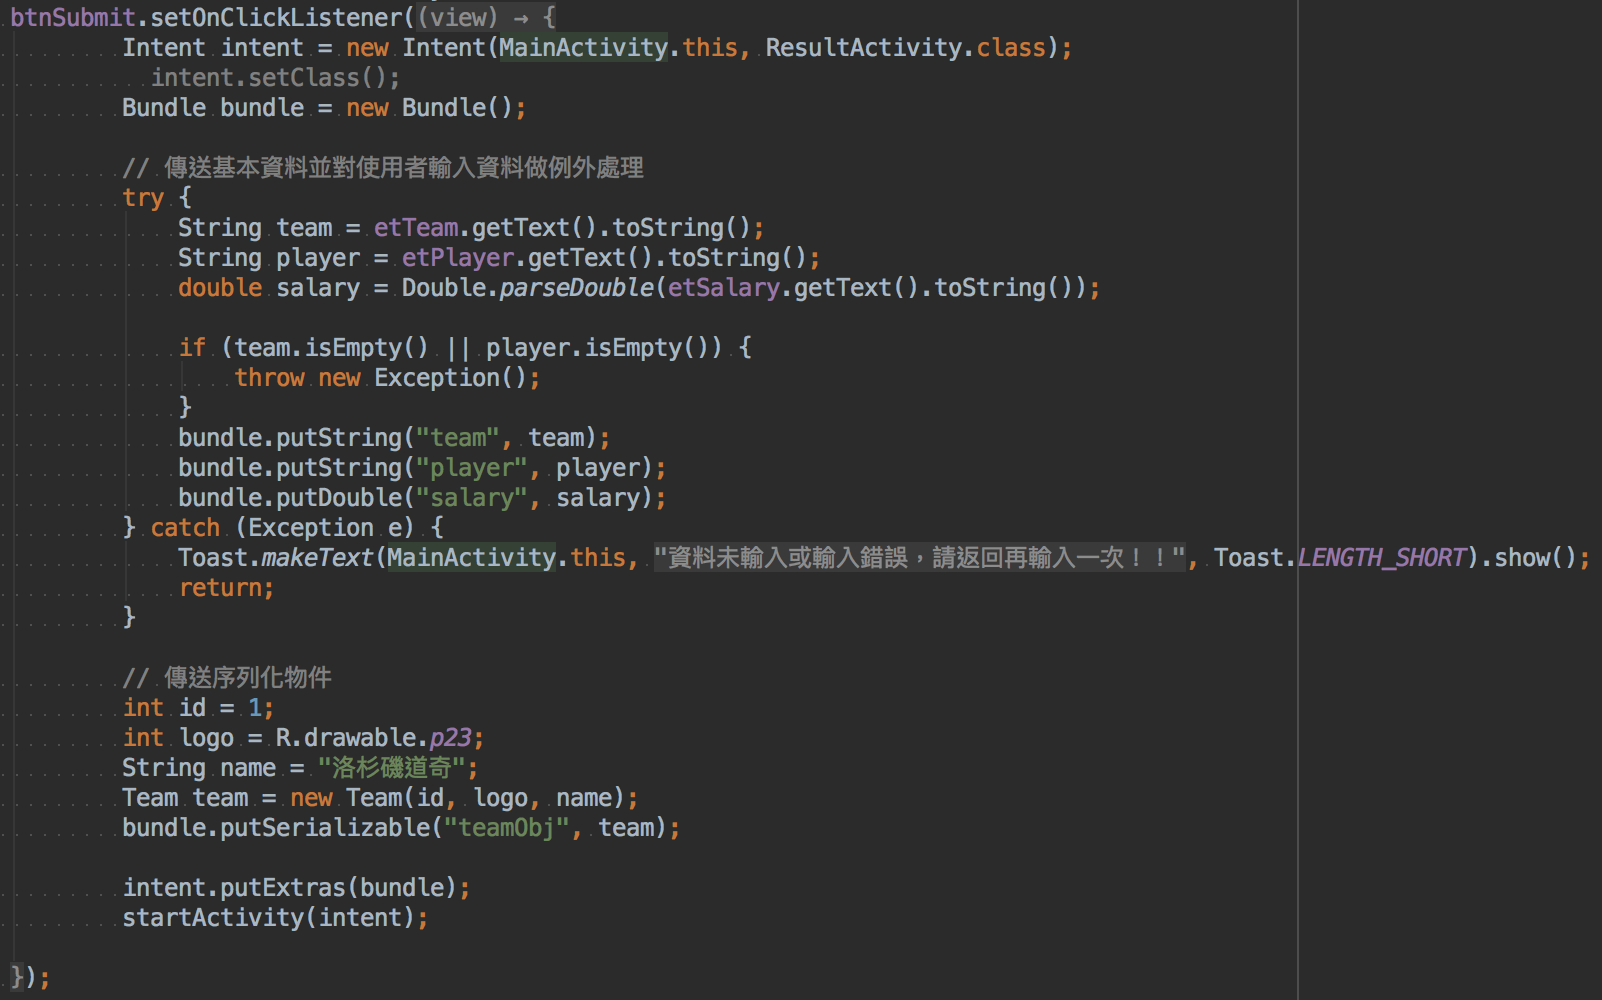 btnSubmit.setOnClickListener((view) → {
Intent intent = new Intent(MainActivity.this, ResultActivity.class);
intent.setClass();
Bundle bundle = new Bundle();
// 傳送基本資料並對使用者輸入資料做例外處理
try {
String team = etTeam.getText().toString();
String player = etPlayer.getText().toString();
double salary = Double.parseDouble(etSalary.getText().toString());
if (team.isEmpty() || player.isEmpty()) {
throw new Exception();
}
bundle.putString("team", team);
bundle.putString("player", player);
bundle.putDouble("salary", salary);
} catch (Exception e) {
Toast.makeText(MainActivity.this, "資料未輸入或輸入錯誤，請返回再輸入一次！！", Toast.LENGTH_SHORT).show();
return;
}
// 傳送序列化物件
int id = 1;
int logo = R.drawable.p23;
String name = "洛杉磯道奇";
Team team = new Team(id, logo, name);
bundle.putSerializable("teamObj", team);
intent.putExtras(bundle);
startActivity(intent);
});